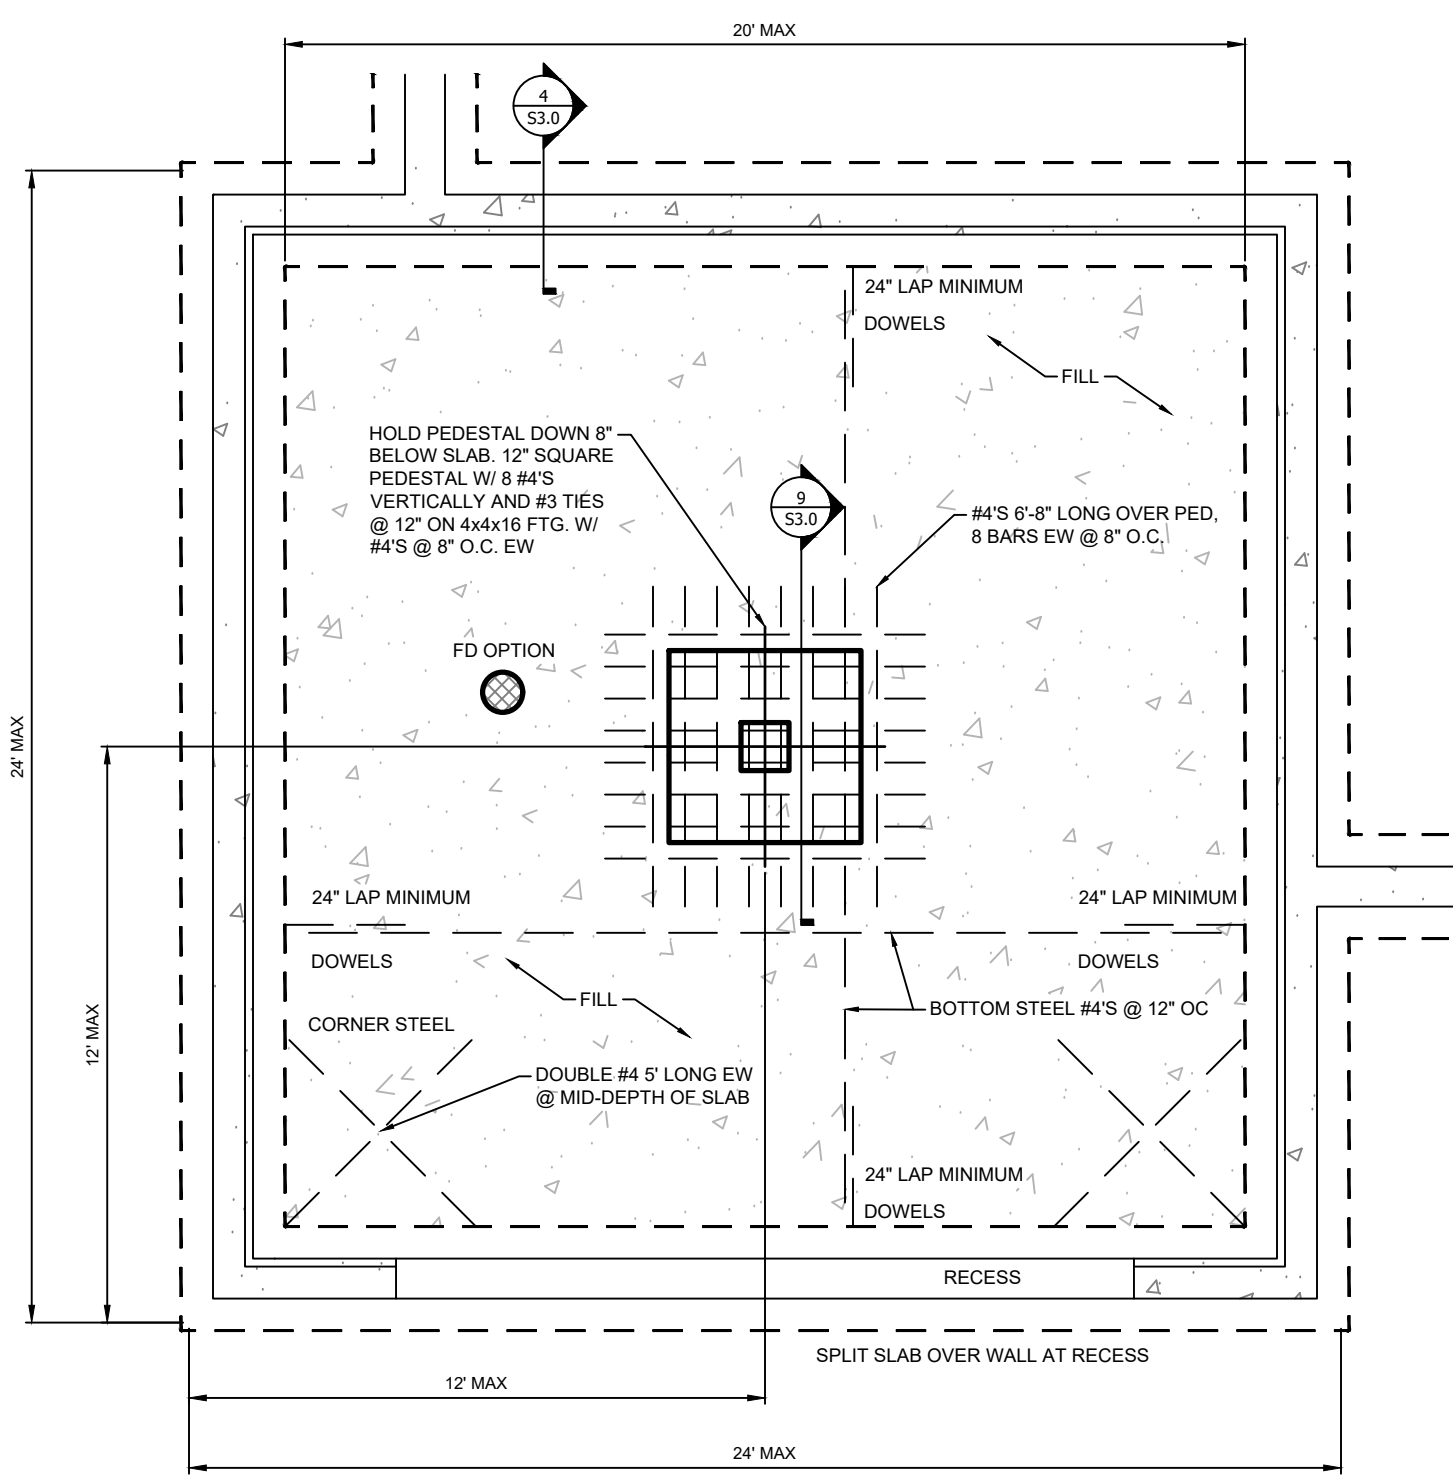 20' MAX
4
S3.0
24" LAP MINIMUM
DOWELS
FILL
HOLD PEDESTAL DOWN 8"
BELOW SLAB. 12" SQUARE
PEDESTAL W/ 8 #4'S
VERTICALLY AND #3 TIES
@ 12" ON 4x4x16 FTG. W/
#4'S @ 8" O.C. EW
9
S3.0
#4'S 6'-8" LONG OVER PED,
8 BARS EW @ 8" O.C.
FD OPTION
24' MAX
24" LAP MINIMUM
24" LAP MINIMUM
DOWELS
DOWELS
FILL
BOTTOM STEEL #4'S @ 12" OC
CORNER STEEL
12' MAX
DOUBLE #4 5' LONG EW
@ MID-DEPTH OF SLAB
24" LAP MINIMUM
DOWELS
RECESS
SPLIT SLAB OVER WALL AT RECESS
12' MAX
24' MAX